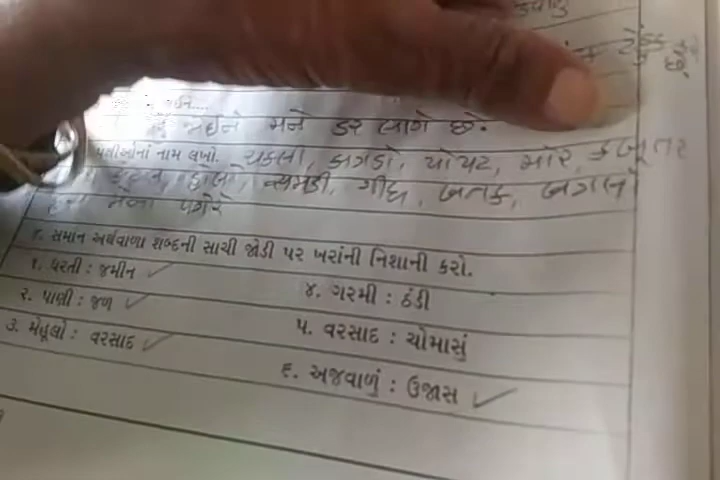 મને ડર લાગે છે.
પક્ષીઓનાં નામ લખો. ચકલી, કાગડો, પોપટ, મોર, કબૂતર
હોલો, સમડી, ગીધ, બતક, બગલો
સમાન અર્થવાળા શબ્દની સાચી જોડી પર ખરાંની નિશાની કરો.
૧. ધરતી : જમીન ✓
૪. ગરમી : ઠંડી
૨. પાણી : જળ ✓
૫. વરસાદ : ચોમાસું
૩. મેહૂલો : વરસાદ ✓
૬. અજવાળું : ઉજાસ ✓